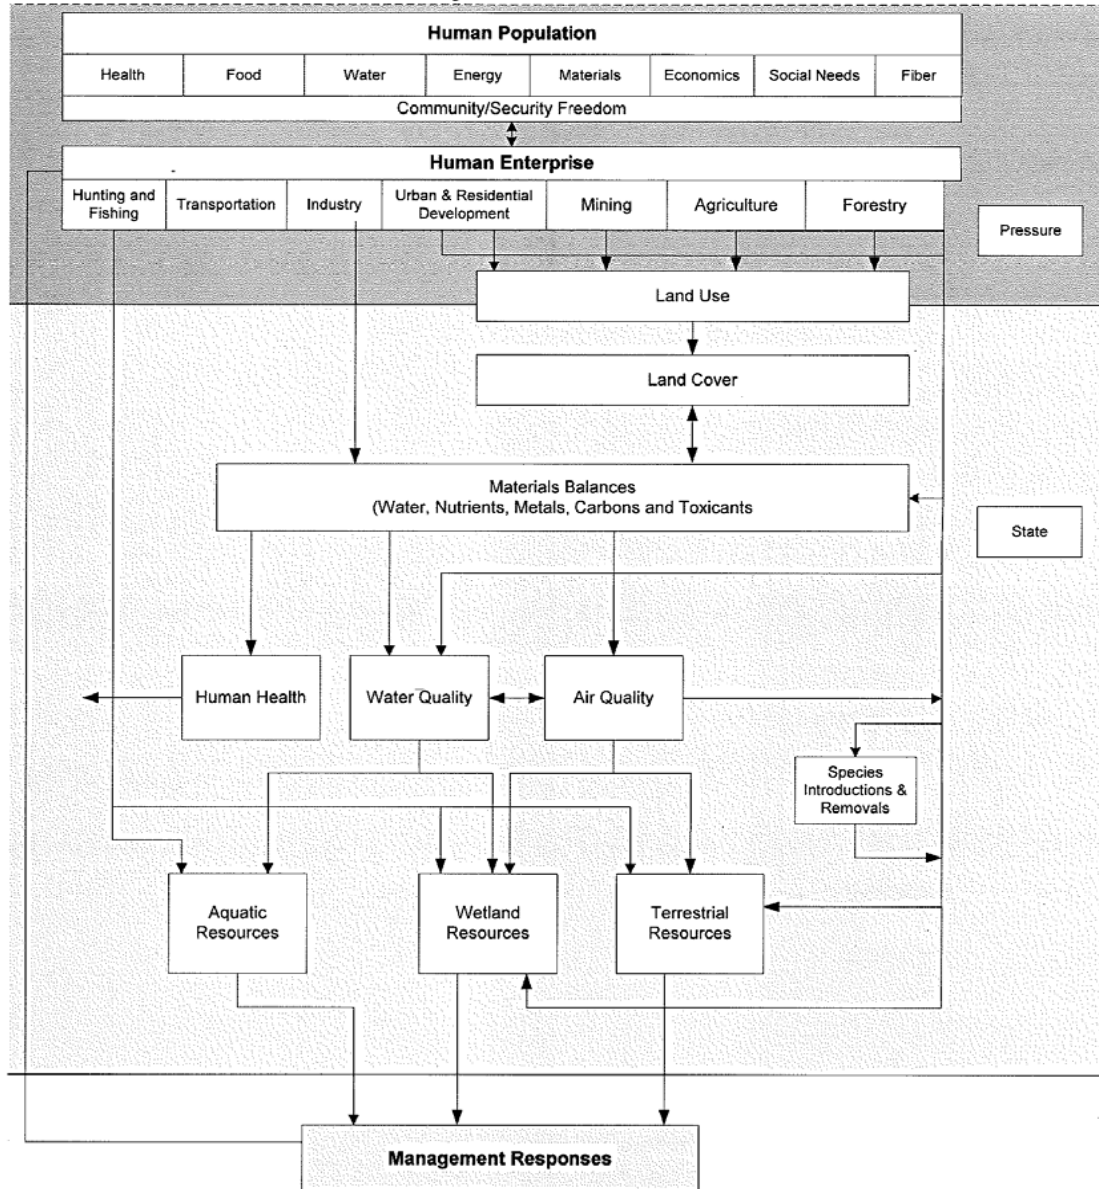 Human Population
Health Food Water Energy Materials Economics Social Needs Fiber
Community/Security Freedom
Human Enterprise
Hunting and
Fishing
Transportation
Industry
Urban & Residential
Development
Mining
Agriculture
Forestry
Pressure
Land Use
Land Cover
Materials Balances
(Water, Nutrients, Metals, Carbons and Toxicants
State
Human Health
Water Quality
Air Quality
Species
Introductions &
Removals
Aquatic
Resources
Wetland
Resources
Terrestrial
Resources
Management Responses